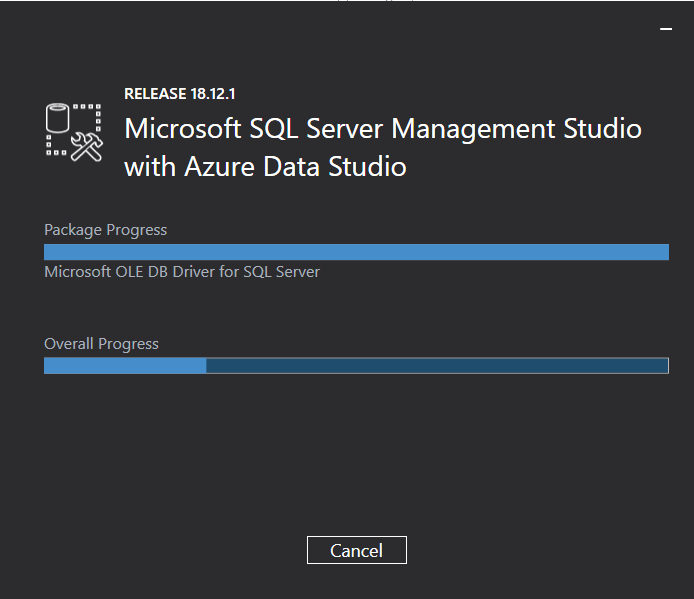 RELEASE 18.12.1
Microsoft SQL Server Management Studio
with Azure Data Studio
Package Progress
Microsoft OLE DB Driver for SQL Server
Overall Progress
Cancel